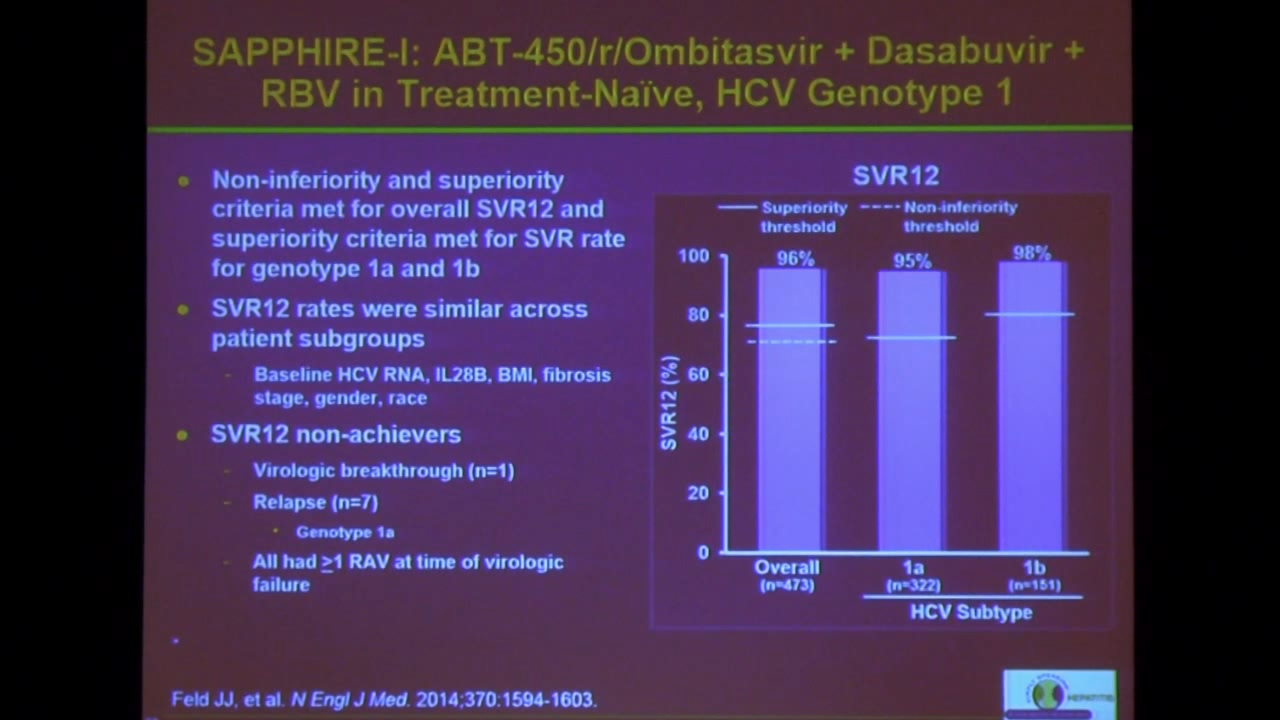 SAPPHIRE-I: ABT-450/r/Ombitasvir + Dasabuvir +
RBV in Treatment-Naïve, HCV Genotype 1
• Non-inferiority and superiority
criteria met for overall SVR12 and
superiority criteria met for SVR rate
for genotype 1a and 1b
• SVR12 rates were similar across
patient subgroups
- Baseline HCV RNA, IL28B, BMI, fibrosis
stage, gender, race
• SVR12 non-achievers
- Virologic breakthrough (n=1)
- Relapse (n=7)
• Genotype 1a
- All had ≥1 RAV at time of virologic
failure
SVR12
Superiority threshold
Non-inferiority threshold
SVR12 (%)
100
80
60
40
20
0
96%
95%
98%
Overall
(n=473)
1a
(n=322)
1b
(n=151)
HCV Subtype
Feld JJ, et al. N Engl J Med. 2014;370:1594-1603.
HEPATITIS